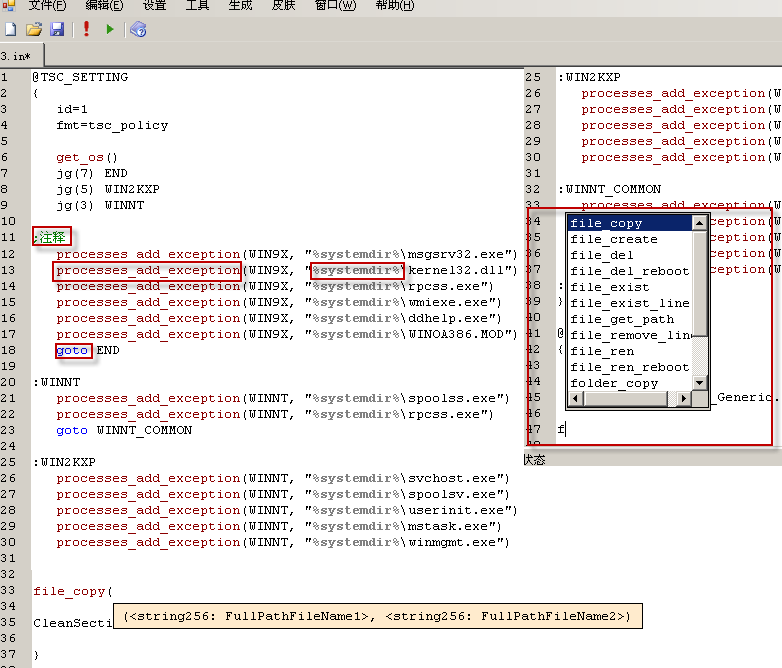 文件(F) 编辑(E) 设置 工具 生成 皮肤 窗口(W) 帮助(H)
3.in*
1 @TSC_SETTING
2 {
3 id=1
4 fmt=tsc_policy
5
6 get_os()
7 jg(7) END
8 jg(5) WIN2KXP
9 jg(3) WINNT
10
11 :注释
12 processes_add_exception(WIN9X, "%systemdir%\msgsrv32.exe")
13 processes_add_exception(WIN9X, "%systemdir%\kernel32.dll")
14 processes_add_exception(WIN9X, "%systemdir%\rpcss.exe")
15 processes_add_exception(WIN9X, "%systemdir%\wmiexe.exe")
16 processes_add_exception(WIN9X, "%systemdir%\ddhelp.exe")
17 processes_add_exception(WIN9X, "%systemdir%\WINOA386.MOD")
18 goto END
19
20 :WINNT
21 processes_add_exception(WINNT, "%systemdir%\spoolss.exe")
22 processes_add_exception(WINNT, "%systemdir%\rpcss.exe")
23 goto WINNT_COMMON
24
25 :WIN2KXP
26 processes_add_exception(WINNT, "%systemdir%\svchost.exe")
27 processes_add_exception(WINNT, "%systemdir%\spoolsv.exe")
28 processes_add_exception(WINNT, "%systemdir%\userinit.exe")
29 processes_add_exception(WINNT, "%systemdir%\mstask.exe")
30 processes_add_exception(WINNT, "%systemdir%\winmgmt.exe")
31
32
33 file_copy(
34
(<string256: FullPathFileName1>, <string256: FullPathFileName2>)
35 CleanSecti
36
37 }
38
25 :WIN2KXP
26 processes_add_exception(W
27 processes_add_exception(W
28 processes_add_exception(W
29 processes_add_exception(W
30 processes_add_exception(W
31
32 :WINNT_COMMON
33 processes_add_exception(W
34 (W
35 (W
36 (W
37 (W
38 :
39 }
40
41 @
42 {
43
44
45 _Generic.
46
47 f
file_copy
file_create
file_del
file_del_reboot
file_exist
file_exist_line
file_get_path
file_remove_line
file_ren
file_ren_reboot
folder_copy
状态